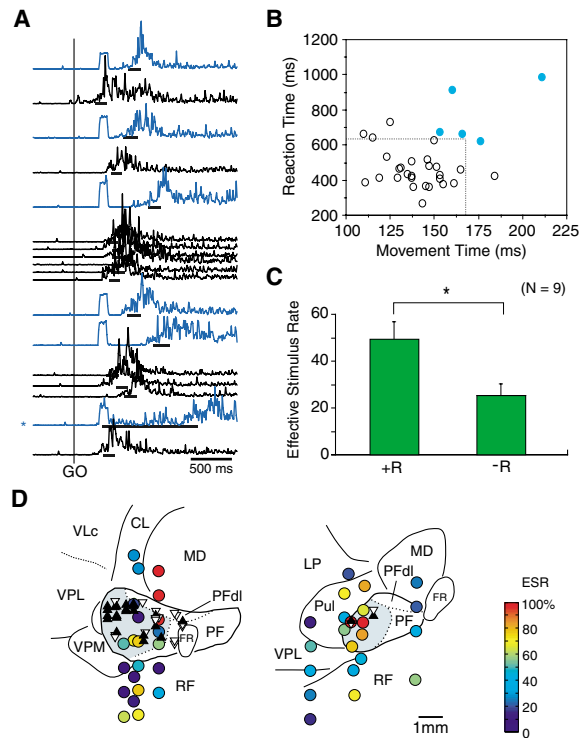 A
*
GO
500 ms
B
Reaction Time (ms)
1200
1000
800
600
400
200
100
125
150
175
200
225
Movement Time (ms)
C
(N = 9)
*
Effective Stimulus Rate
60
40
20
0
+R
-R
D
VLc
CL
MD
VPL
PFdl
PF
FR
VPM
RF
LP
MD
PFdl
Pul
FR
PF
VPL
RF
1mm
ESR
100%
80
60
40
20
0